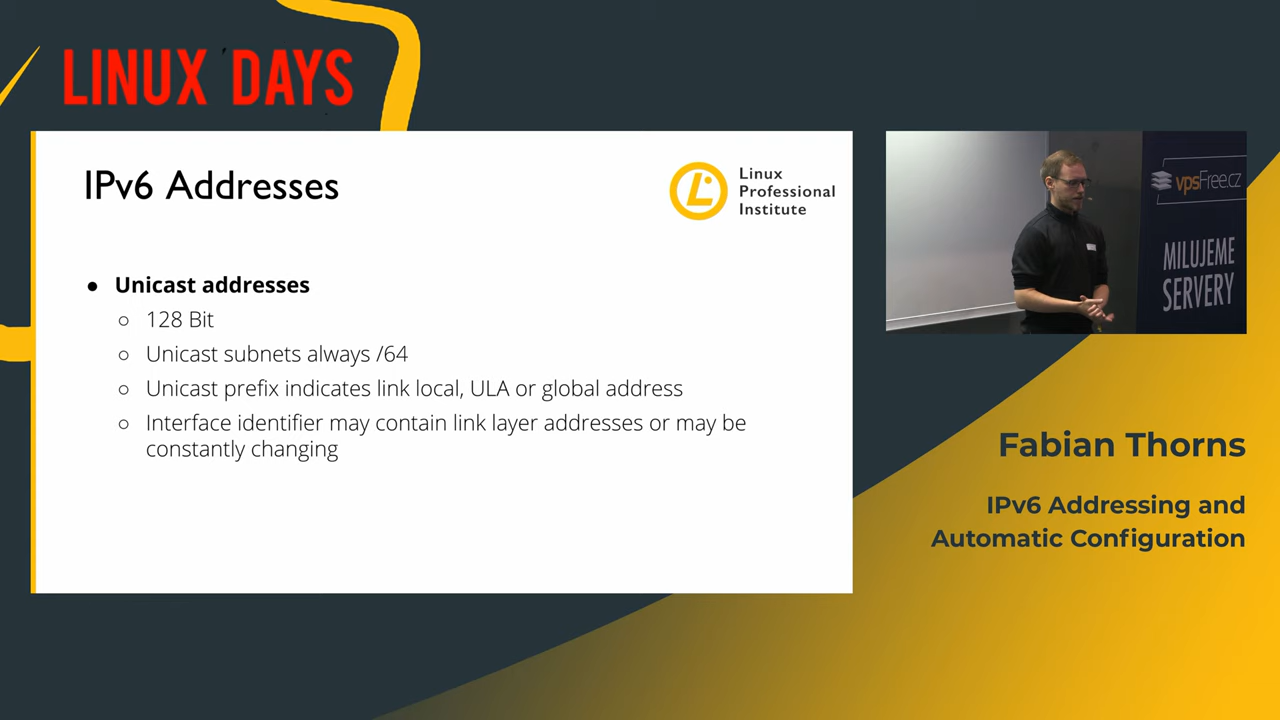 LINUX DAYS
IPv6 Addresses
Linux
Professional
Institute
● Unicast addresses
○ 128 Bit
○ Unicast subnets always /64
○ Unicast prefix indicates link local, ULA or global address
○ Interface identifier may contain link layer addresses or may be
constantly changing
vpsFree.cz
MILUJEME
SERVERY
Fabian Thorns
IPv6 Addressing and
Automatic Configuration